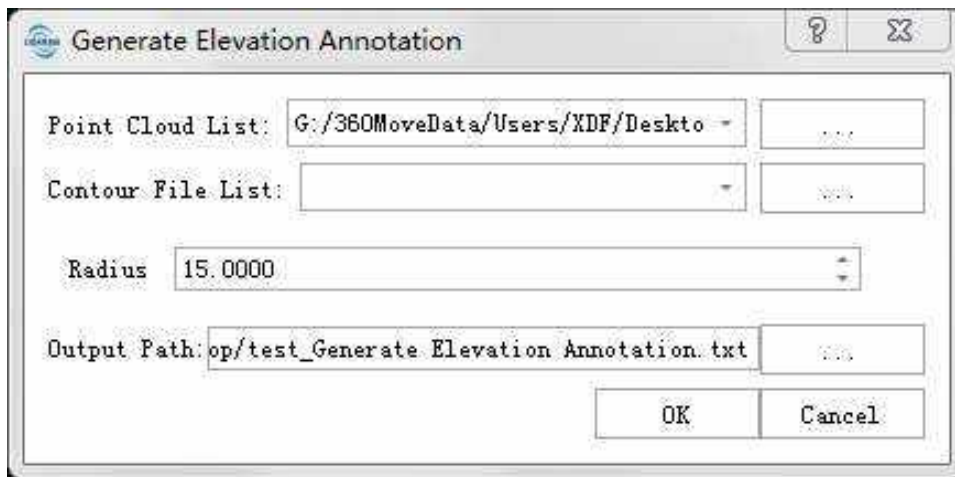 Generate Elevation Annotation
Point Cloud List: G:/360MoveData/Users/XDF/Deskto ...
Contour File List: ...
Radius 15.0000
Output Path: op/test_Generate Elevation Annotation.txt ...
OK Cancel